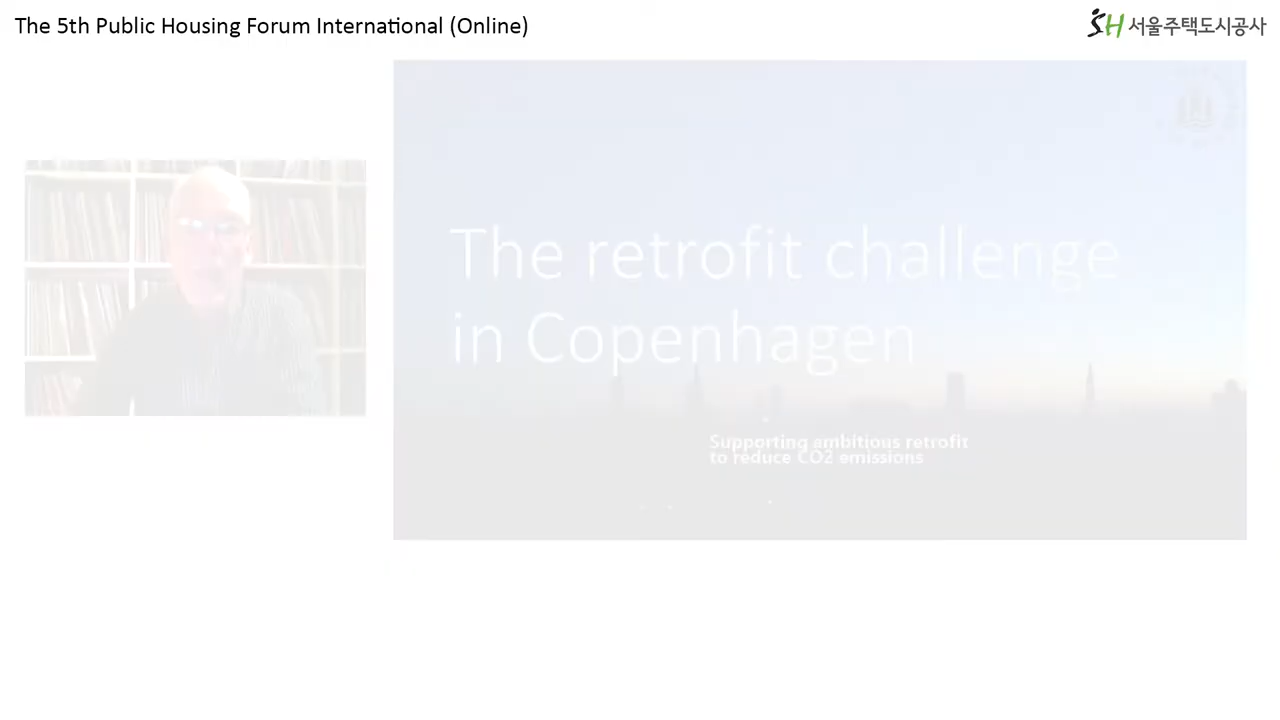 The 5th Public Housing Forum International (Online)
SH 서울주택도시공사
The retrofit challenge
in Copenhagen
Supporting ambitious retrofit
to reduce CO2 emissions